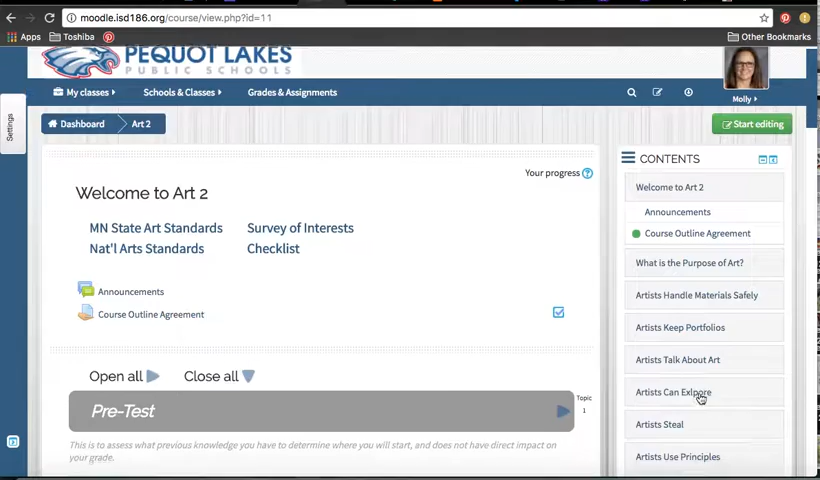 moodle.isd186.org/course/view.php?id=11
Apps Toshiba Other Bookmarks
PEQUOT LAKES
PUBLIC SCHOOLS
My classes Schools & Classes Grades & Assignments
Molly
Settings
Dashboard Art 2
Start editing
Your progress
Welcome to Art 2
MN State Art Standards Survey of Interests
Nat'l Arts Standards Checklist
Announcements
Course Outline Agreement
Open all Close all
Pre-Test
Topic
1
This is to assess what previous knowledge you have to determine where you will start, and does not have direct impact on
your grade.
CONTENTS
Welcome to Art 2
Announcements
Course Outline Agreement
What is the Purpose of Art?
Artists Handle Materials Safely
Artists Keep Portfolios
Artists Talk About Art
Artists Can Exlpore
Artists Steal
Artists Use Principles